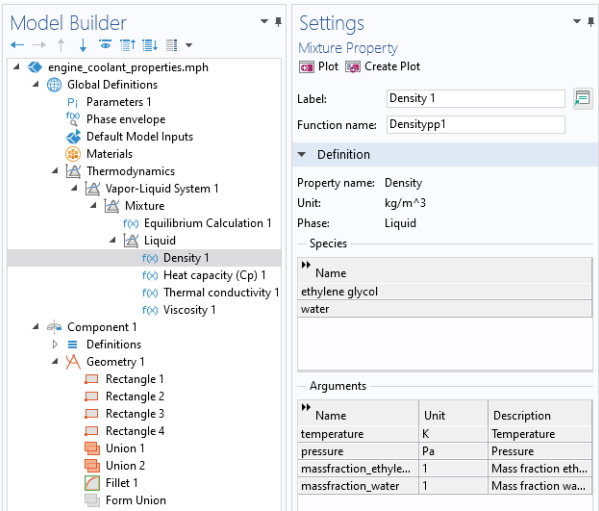 Model Builder
engine_coolant_properties.mph
Global Definitions
Pi Parameters 1
Phase envelope
Default Model Inputs
Materials
Thermodynamics
Vapor-Liquid System 1
Mixture
f(x) Equilibrium Calculation 1
Liquid
f(x) Density 1
f(x) Heat capacity (Cp) 1
f(x) Thermal conductivity 1
f(x) Viscosity 1
Component 1
Definitions
Geometry 1
Rectangle 1
Rectangle 2
Rectangle 3
Rectangle 4
Union 1
Union 2
Fillet 1
Form Union
Settings
Mixture Property
Plot Create Plot
Label: Density 1
Function name: Densitypp1
Definition
Property name: Density
Unit: kg/m^3
Phase: Liquid
Species
Name
ethylene glycol
water
Arguments
Name Unit Description
temperature K Temperature
pressure Pa Pressure
massfraction_ethyle... 1 Mass fraction eth...
massfraction_water 1 Mass fraction wa...